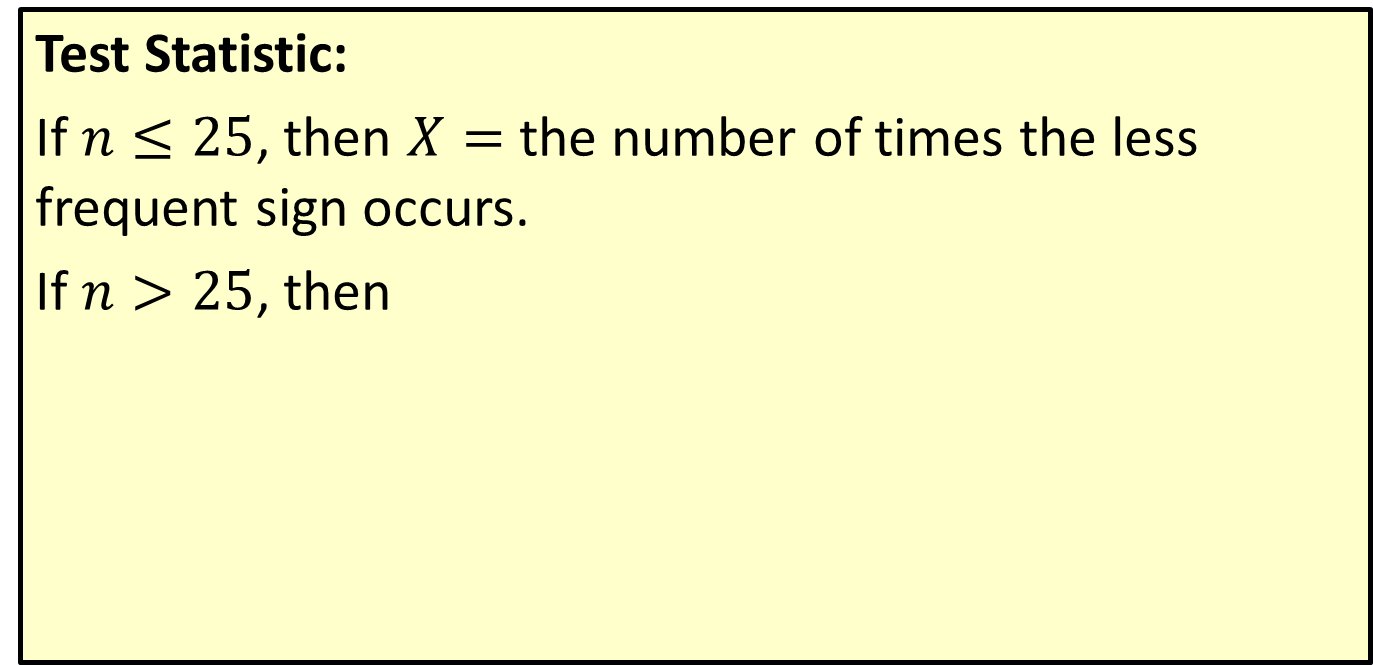 Test Statistic:
If 𝑛 ≤ 25, then 𝑋 = the number of times the less
frequent sign occurs.
If 𝑛 > 25, then